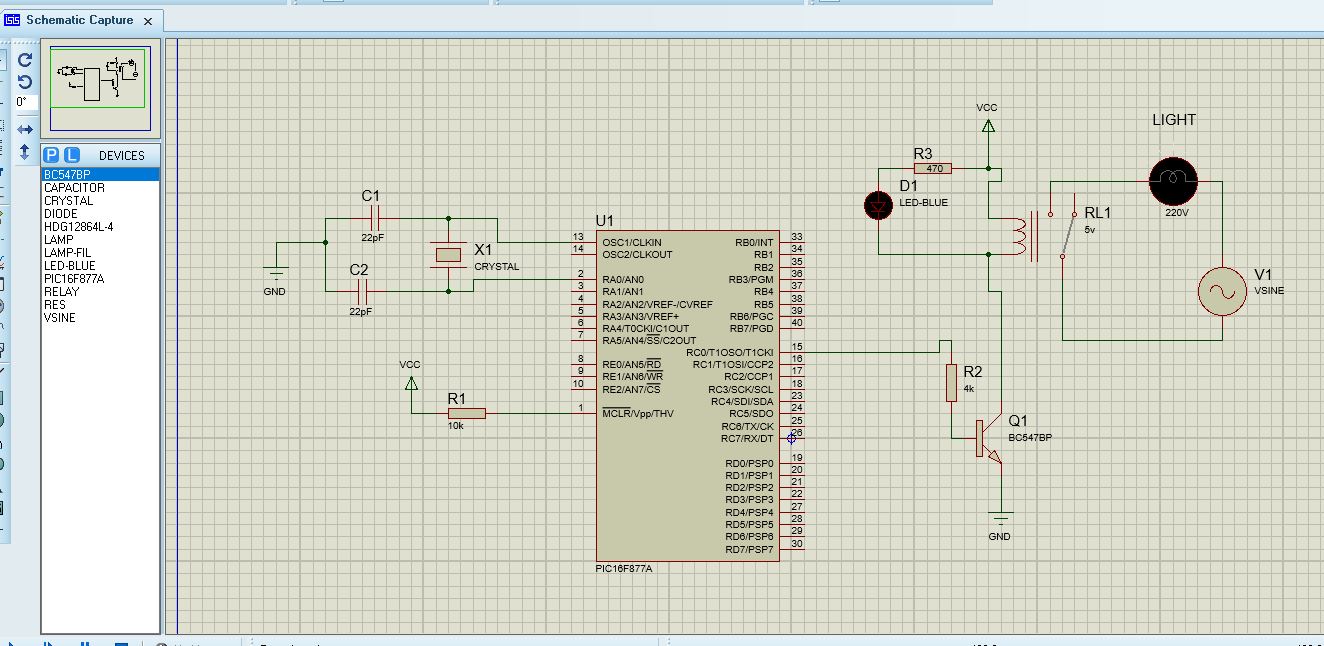 Schematic Capture
0°
P L DEVICES
BC547BP
CAPACITOR
CRYSTAL
DIODE
HDG12864L-4
LAMP
LAMP-FIL
LED-BLUE
PIC16F877A
RELAY
RES
VSINE
C1
22pF
C2
22pF
GND
X1
CRYSTAL
VCC
R1
10k
U1
13 OSC1/CLKIN
14 OSC2/CLKOUT
2 RA0/AN0
3 RA1/AN1
4 RA2/AN2/VREF-/CVREF
5 RA3/AN3/VREF+
6 RA4/T0CKI/C1OUT
7 RA5/AN4/SS/C2OUT
8 RE0/AN5/RD
9 RE1/AN6/WR
10 RE2/AN7/CS
1 MCLR/Vpp/THV
RB0/INT 33
RB1 34
RB2 35
RB3/PGM 36
RB4 37
RB5 38
RB6/PGC 39
RB7/PGD 40
RC0/T1OSO/T1CKI 15
RC1/T1OSI/CCP2 16
RC2/CCP1 17
RC3/SCK/SCL 18
RC4/SDI/SDA 23
RC5/SDO 24
RC6/TX/CK 25
RC7/RX/DT 26
RD0/PSP0 19
RD1/PSP1 20
RD2/PSP2 21
RD3/PSP3 22
RD4/PSP4 27
RD5/PSP5 28
RD6/PSP6 29
RD7/PSP7 30
PIC16F877A
VCC
R3
470
D1
LED-BLUE
RL1
5v
LIGHT
220V
V1
VSINE
R2
4k
Q1
BC547BP
GND